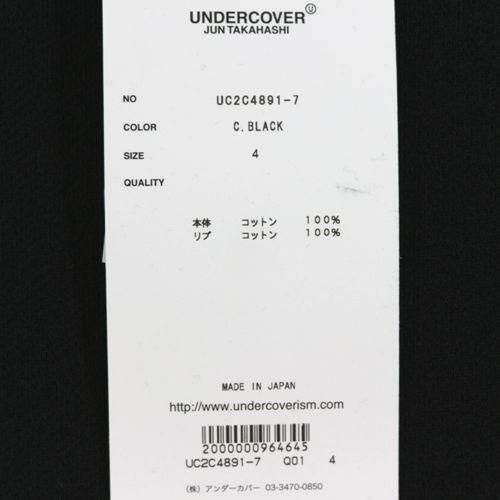 UNDERCOVER Ⓤ
JUN TAKAHASHI
NO UC2C4891-7
COLOR C.BLACK
SIZE 4
QUALITY
本体 コットン 100%
リブ コットン 100%
MADE IN JAPAN
http://www.undercoverism.com/
2000000964645
UC2C4891-7 Q01 4
(株) アンダーカバー 03-3470-0850